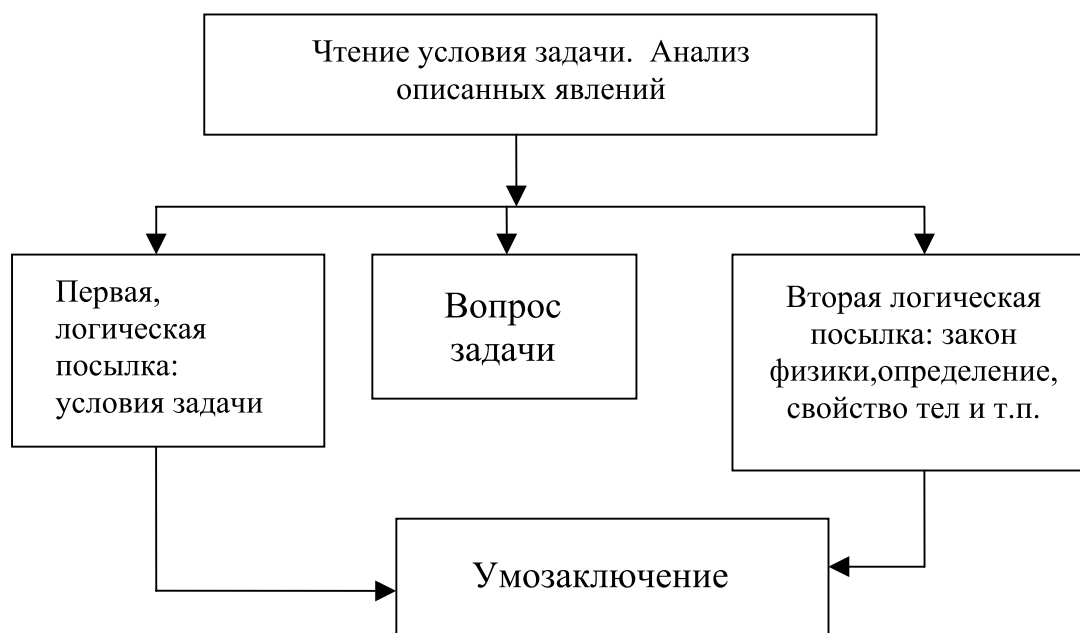 Чтение условия задачи.  Анализ
описанных явлений
Первая,
логическая
посылка:
условия задачи
Вопрос
задачи
Вторая логическая
посылка: закон
физики,определение,
свойство тел и т.п.
Умозаключение